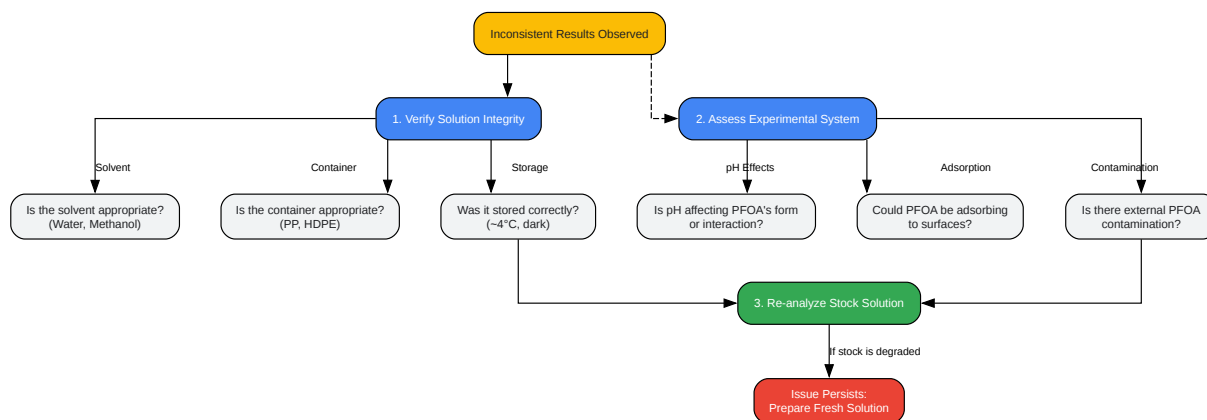 Inconsistent Results Observed
1. Verify Solution Integrity
2. Assess Experimental System
Solvent
Container
Storage
pH Effects
Adsorption
Contamination
Is the solvent appropriate?
(Water, Methanol)
Is the container appropriate?
(PP, HDPE)
Was it stored correctly?
(~4°C, dark)
Is pH affecting PFOA's form
or interaction?
Could PFOA be adsorbing
to surfaces?
Is there external PFOA
contamination?
3. Re-analyze Stock Solution
If stock is degraded
Issue Persists:
Prepare Fresh Solution